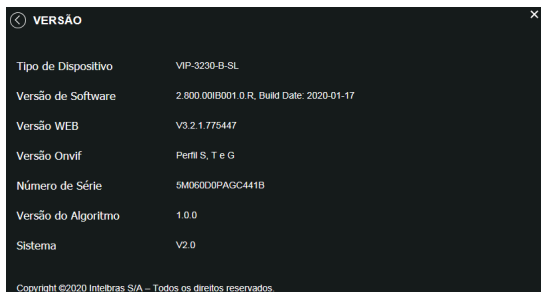 VERSÃO
Tipo de Dispositivo VIP-3230-B-SL
Versão de Software 2.800.00IB001.0.R, Build Date: 2020-01-17
Versão WEB V3.2.1.775447
Versão Onvif Perfil S, T e G
Número de Série 5M060D0PAGC441B
Versão do Algoritmo 1.0.0
Sistema V2.0
Copyright ©2020 Intelbras S/A – Todos os direitos reservados.